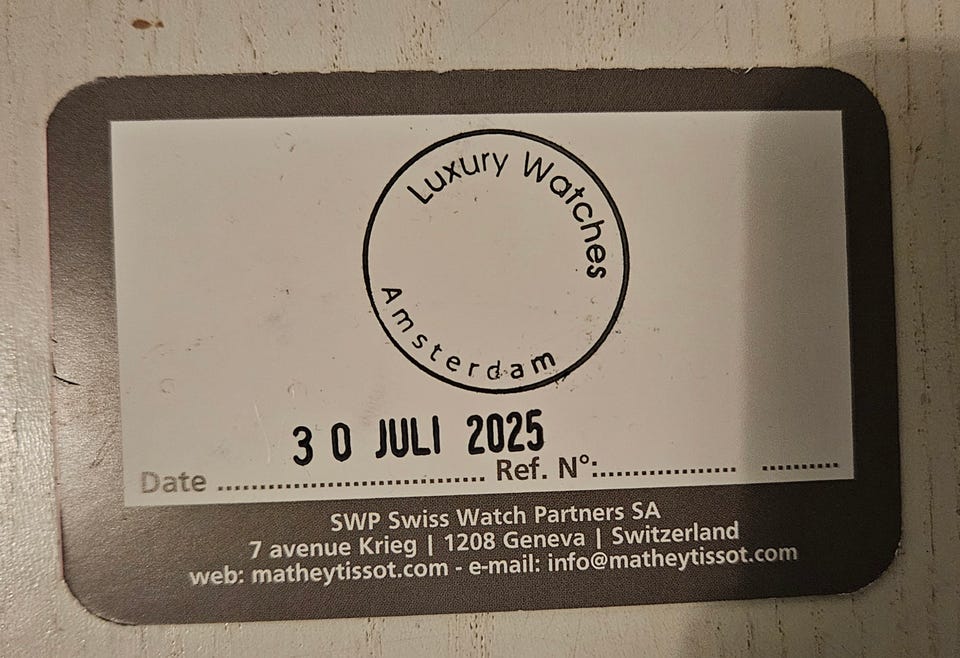 Luxury Watches
Amsterdam
30 JULI 2025
Date ................................ Ref. N°:................ .........
SWP Swiss Watch Partners SA
7 avenue Krieg | 1208 Geneva | Switzerland
web: matheytissot.com - e-mail: info@matheytissot.com